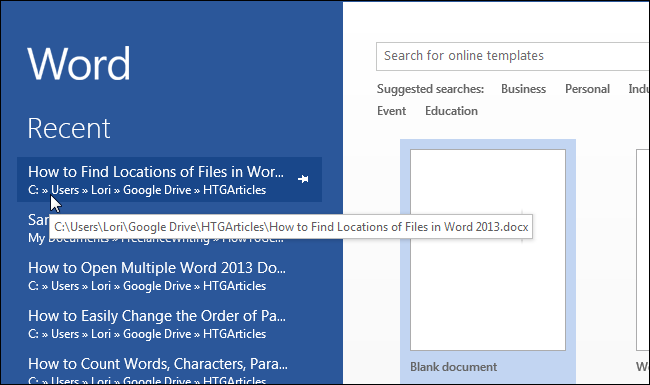 Word
Recent
How to Find Locations of Files in Wor...
C: » Users » Lori » Google Drive » HTGArticles
C:\Users\Lori\Google Drive\HTGArticles\How to Find Locations of Files in Word 2013.docx
My Documents » FreelanceWriting » HowToGe...
How to Open Multiple Word 2013 Do...
C: » Users » Lori » Google Drive » HTGArticles
How to Easily Change the Order of Pa...
C: » Users » Lori » Google Drive » HTGArticles
How to Count Words, Characters, Para...
C: » Users » Lori » Google Drive » HTGArticles
Search for online templates
Suggested searches: Business Personal Indu
Event Education
Blank document